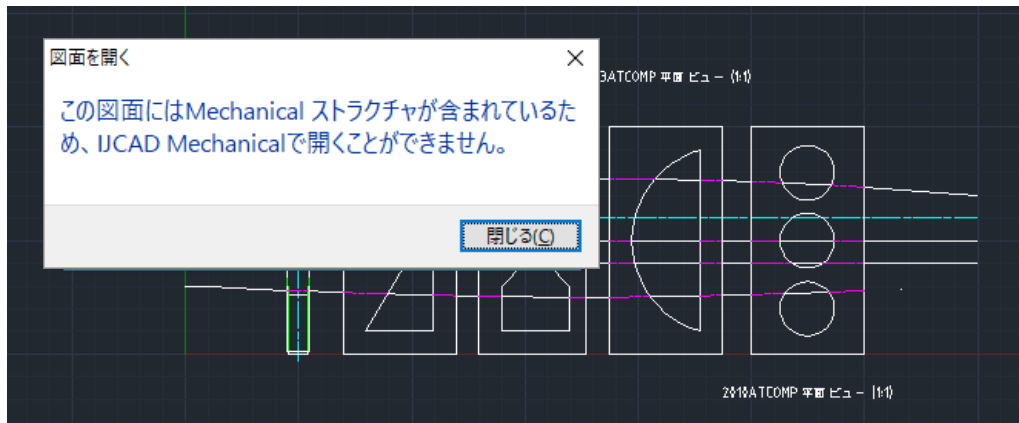 図面を開く
この図面にはMechanical ストラクチャが含まれているた
め、IJCAD Mechanicalで開くことができません。
閉じる(C)
3ATCOMP 平面 ビュー (1:1)
2010ATCOMP 平面 ビュー (1:1)